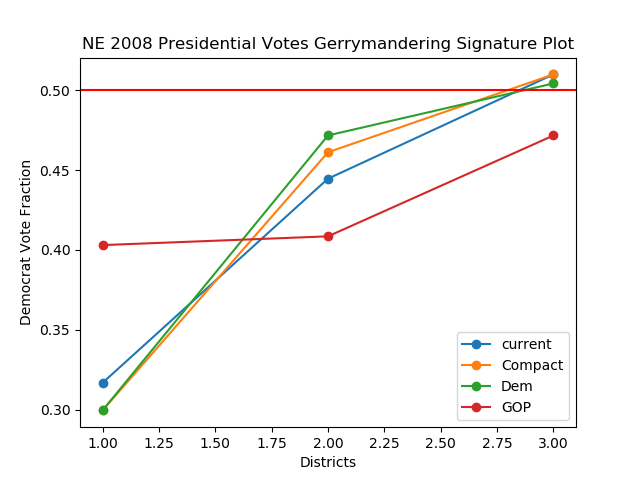 NE 2008 Presidential Votes Gerrymandering Signature Plot
0.50
0.45
0.40
0.35
0.30
Democrat Vote Fraction
1.00 1.25 1.50 1.75 2.00 2.25 2.50 2.75 3.00
Districts
current
Compact
Dem
GOP